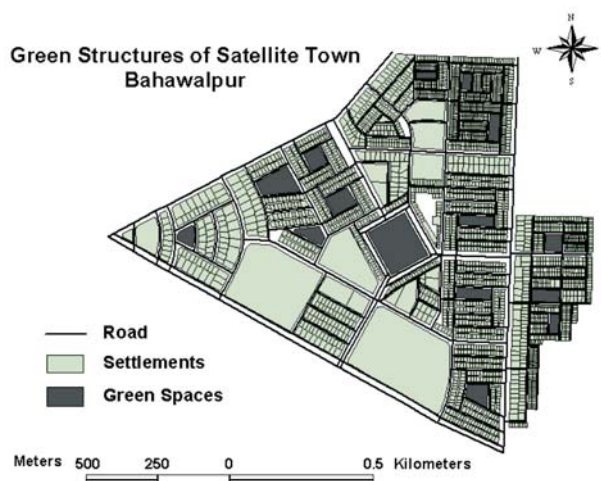 Green Structures of Satellite Town
Bahawalpur
N
W
S
Road
Settlements
Green Spaces
Meters 500 250 0 0.5 Kilometers